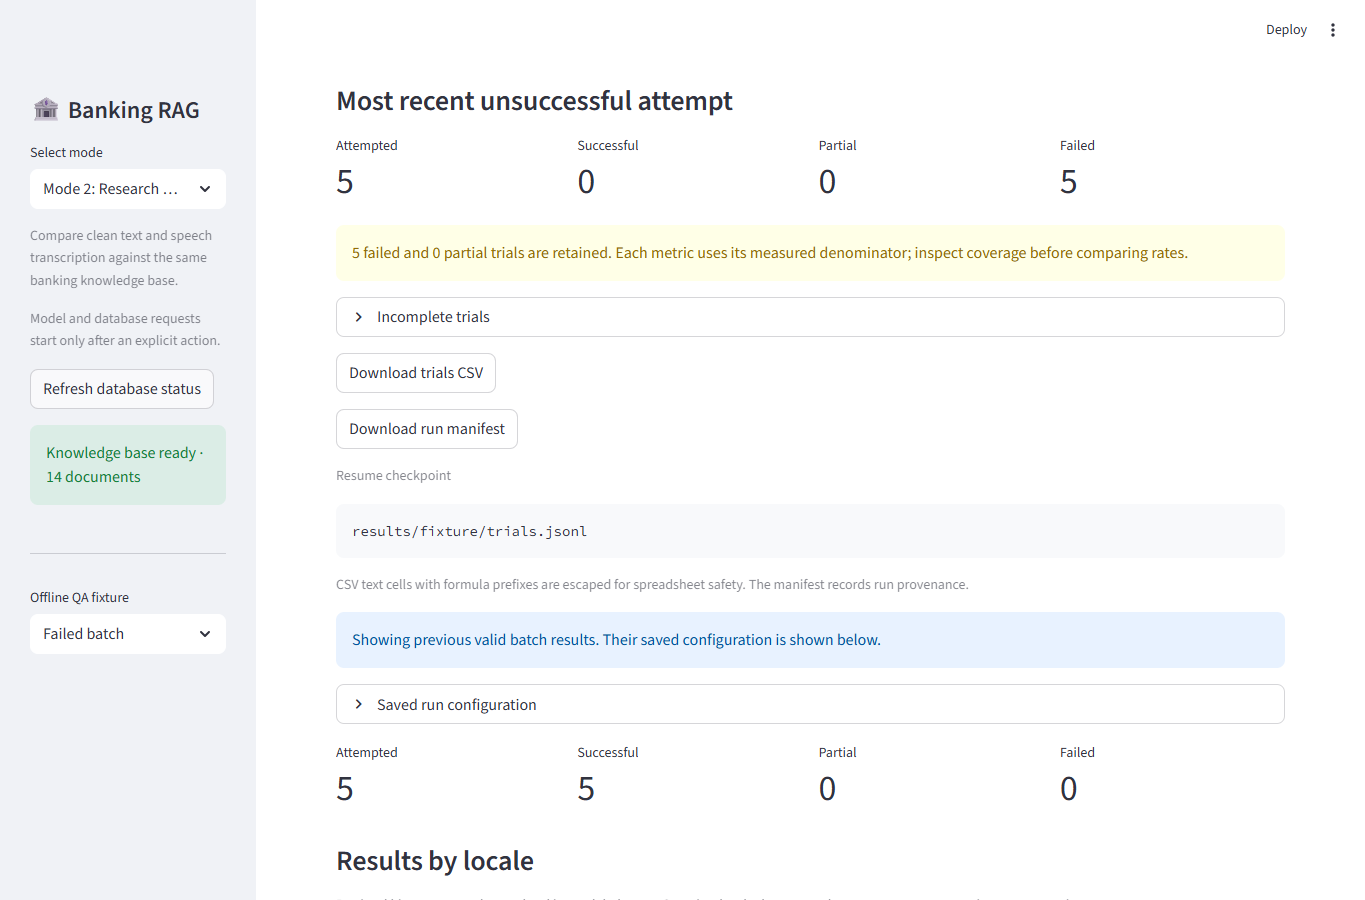 Deploy
Banking RAG
Select mode
Mode 2: Research ...
Compare clean text and speech
transcription against the same
banking knowledge base.
Model and database requests
start only after an explicit action.
Refresh database status
Knowledge base ready ·
14 documents
Offline QA fixture
Failed batch
Most recent unsuccessful attempt
Attempted Successful Partial Failed
5 0 0 5
5 failed and 0 partial trials are retained. Each metric uses its measured denominator; inspect coverage before comparing rates.
Incomplete trials
Download trials CSV
Download run manifest
Resume checkpoint
results/fixture/trials.jsonl
CSV text cells with formula prefixes are escaped for spreadsheet safety. The manifest records run provenance.
Showing previous valid batch results. Their saved configuration is shown below.
Saved run configuration
Attempted Successful Partial Failed
5 5 0 0
Results by locale